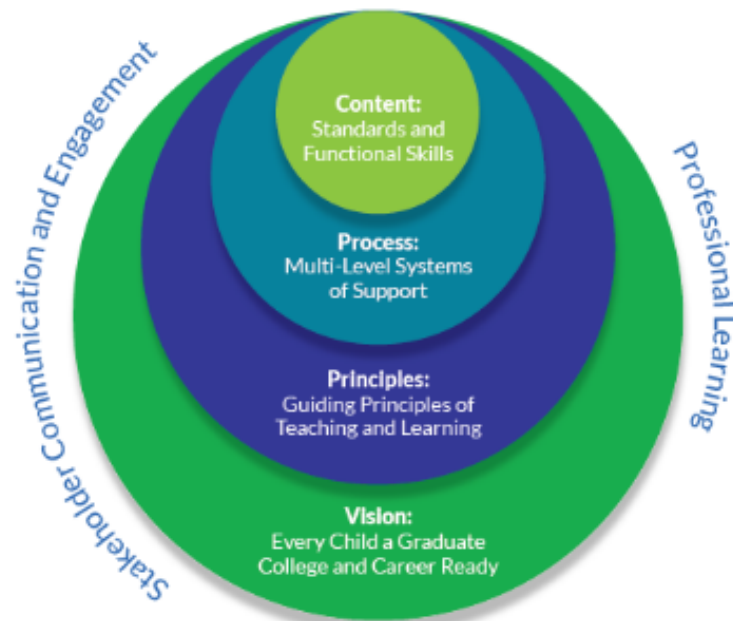 Stakeholder Communication and Engagement
Content:
Standards and
Functional Skills
Process:
Multi-Level Systems
of Support
Principles:
Guiding Principles of
Teaching and Learning
Vision:
Every Child a Graduate
College and Career Ready
Professional Learning